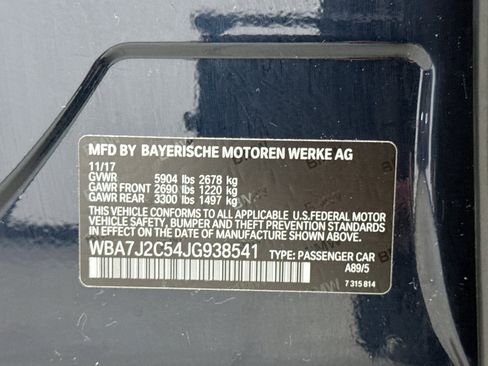 MFD BY BAYERISCHE MOTOREN WERKE AG
11/17
GVWR 5904 lbs 2678 kg
GAWR FRONT 2690 lbs 1220 kg
GAWR REAR 3300 lbs 1497 kg
THIS VEHICLE CONFORMS TO ALL APPLICABLE U.S.FEDERAL MOTOR
VEHICLE SAFETY, BUMPER AND THEFT PREVENTION STANDARDS
IN EFFECT ON THE DATE OF MANUFACTURE SHOWN ABOVE.
WBA7J2C54JG938541 TYPE: PASSENGER CAR
A89/5
7 315 814